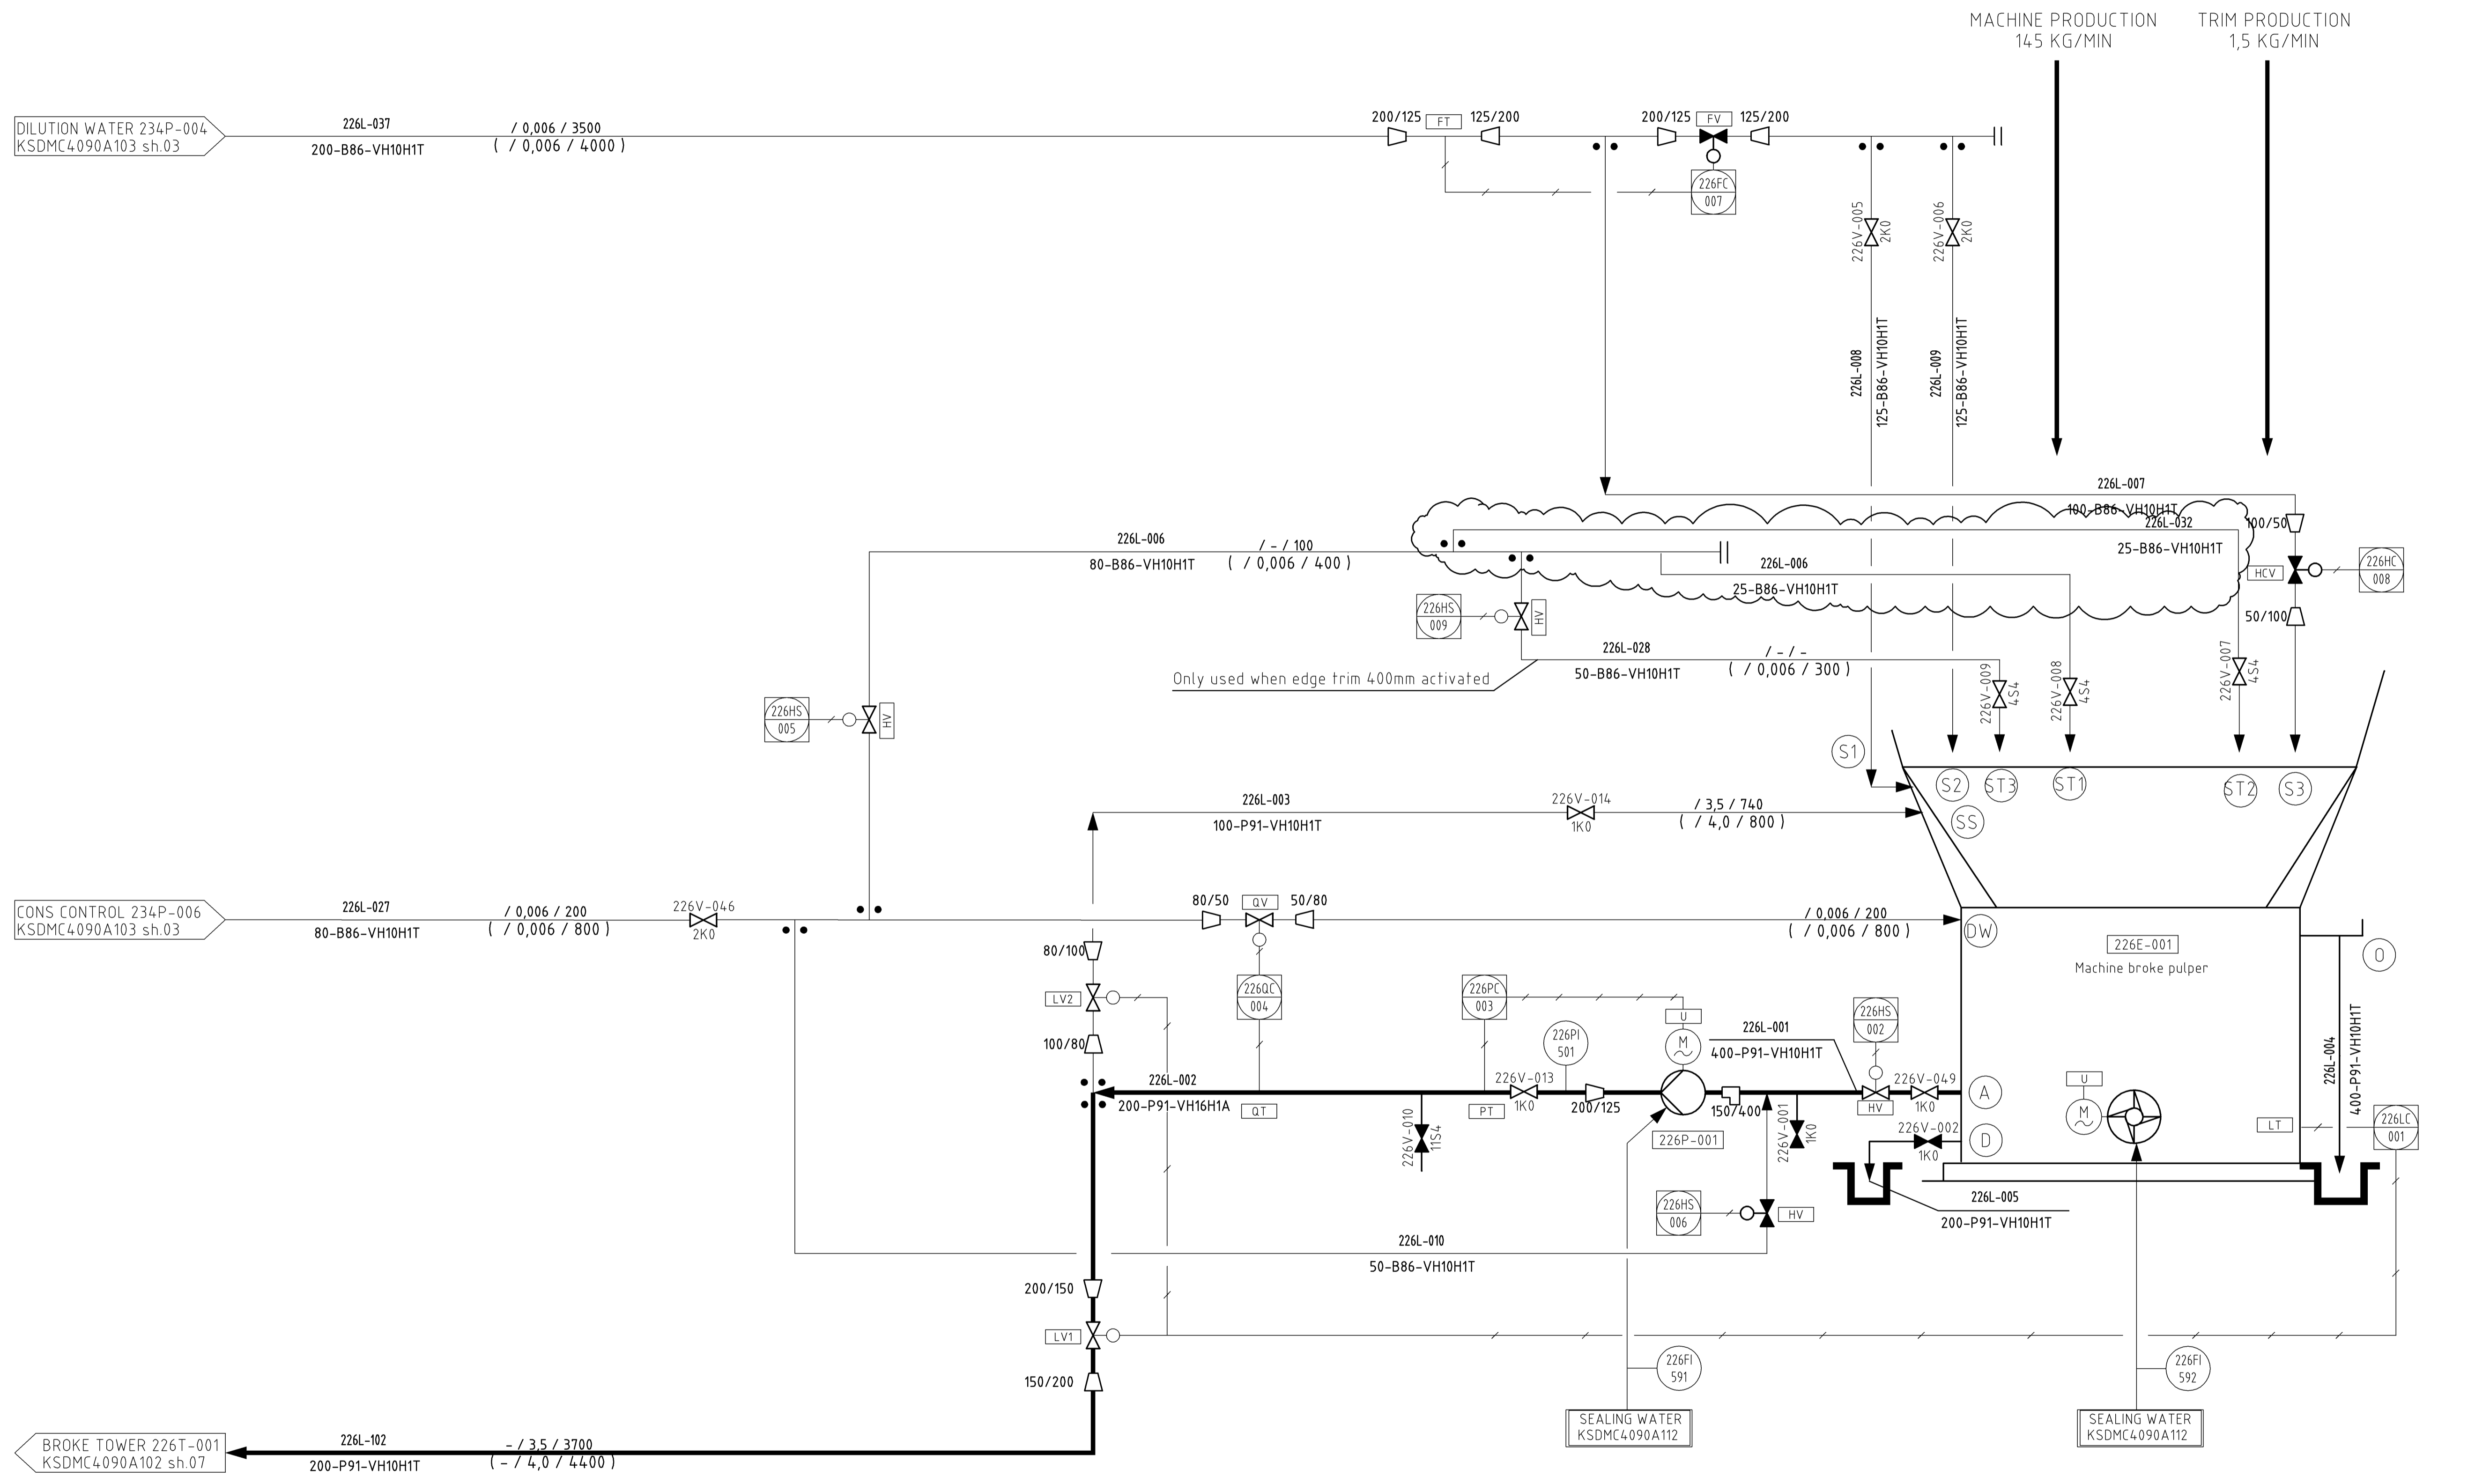 MACHINE PRODUCTION
145 KG/MIN
TRIM PRODUCTION
1,5 KG/MIN
DILUTION WATER 234P-004
KSDMC4090A103 sh.03
226L-037
200-B86-VH10H1T
/ 0,006 / 3500
( / 0,006 / 4000 )
200/125
FT
125/200
200/125
FV
125/200
226FC
007
226V-005
2K0
226V-006
2K0
226L-008
125-B86-VH10H1T
226L-009
125-B86-VH10H1T
226L-007
100-B86-VH10H1T
226L-032
25-B86-VH10H1T
100/50
HCV
226HC
008
50/100
226L-006
80-B86-VH10H1T
/ - / 100
( / 0,006 / 400 )
226L-006
25-B86-VH10H1T
226HS
009
HV
226L-028
50-B86-VH10H1T
/ - / -
( / 0,006 / 300 )
Only used when edge trim 400mm activated
226V-009
4S4
226V-008
4S4
226V-007
4S4
226HS
005
HV
S1
S2
ST3
ST1
ST2
S3
SS
226L-003
100-P91-VH10H1T
226V-014
1K0
/ 3,5 / 740
( / 4,0 / 800 )
CONS CONTROL 234P-006
KSDMC4090A103 sh.03
226L-027
80-B86-VH10H1T
/ 0,006 / 200
( / 0,006 / 800 )
226V-046
2K0
80/50
QV
50/80
/ 0,006 / 200
( / 0,006 / 800 )
DW
226E-001
Machine broke pulper
O
80/100
LV2
100/80
226QC
004
226PC
003
226PI
501
U
M
226L-001
400-P91-VH10H1T
226HS
002
226L-004
400-P91-VH10H1T
226L-002
200-P91-VH16H1A
QT
PT
226V-013
1K0
200/125
150/400
HV
226V-049
1K0
A
226V-010
11S4
226P-001
226V-001
1K0
226V-002
1K0
D
U
M
LT
226LC
001
226HS
006
HV
226L-005
200-P91-VH10H1T
226L-010
50-B86-VH10H1T
200/150
LV1
150/200
226FI
591
226FI
592
SEALING WATER
KSDMC4090A112
SEALING WATER
KSDMC4090A112
BROKE TOWER 226T-001
KSDMC4090A102 sh.07
226L-102
200-P91-VH10H1T
- / 3,5 / 3700
( - / 4,0 / 4400 )